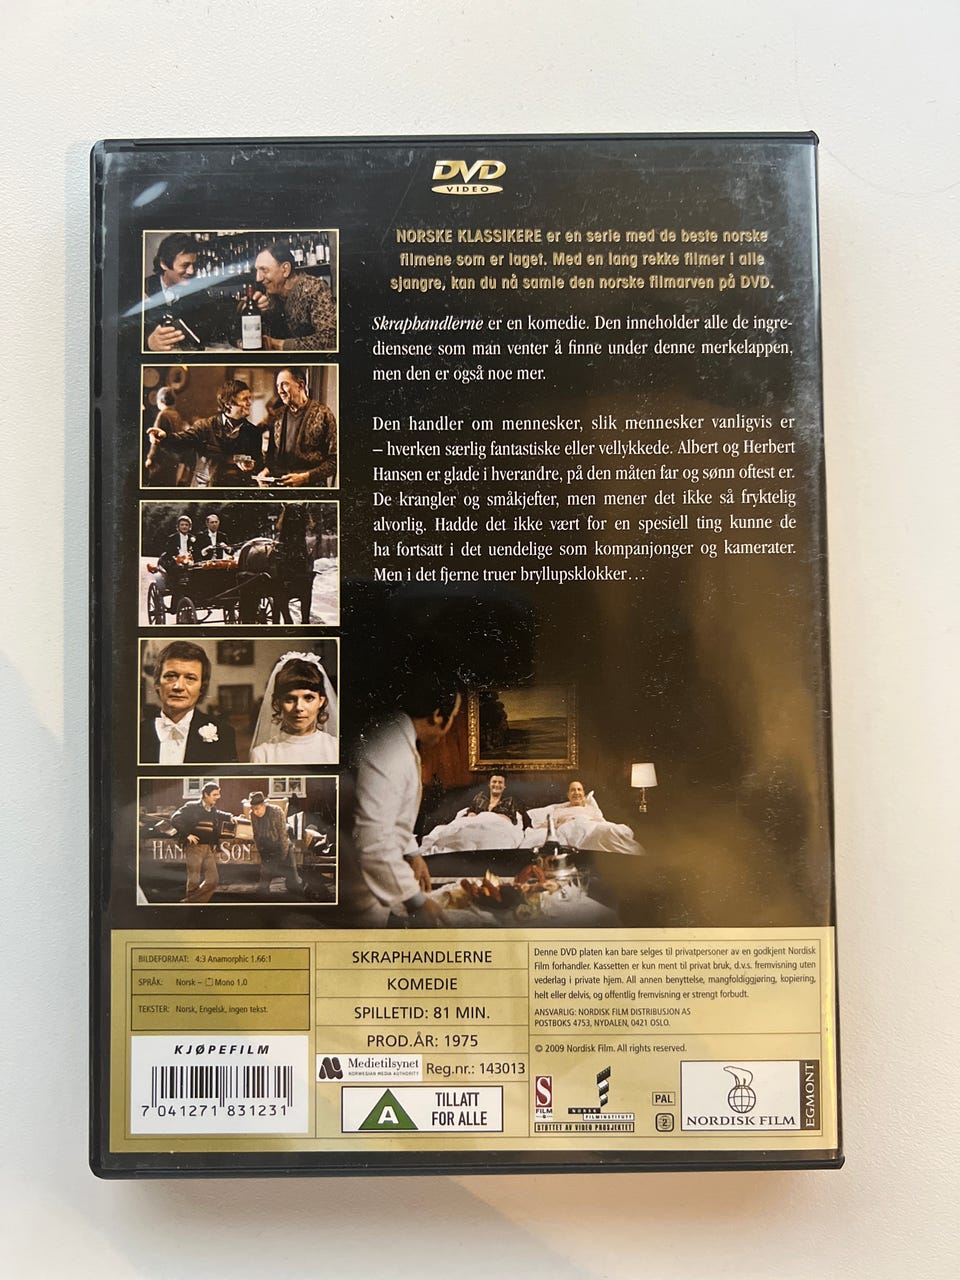 DVD
VIDEO
NORSKE KLASSIKERE er en serie med de beste norske
filmene som er laget. Med en lang rekke filmer i alle
sjangre, kan du nå samle den norske filmarven på DVD.
Skraphandlerne er en komedie. Den inneholder alle de ingre-
diensene som man venter å finne under denne merkelappen,
men den er også noe mer.
Den handler om mennesker, slik mennesker vanligvis er
– hverken særlig fantastiske eller vellykkede. Albert og Herbert
Hansen er glade i hverandre, på den måten far og sønn oftest er.
De krangler og småkjefter, men mener det ikke så fryktelig
alvorlig. Hadde det ikke vært for en spesiell ting kunne de
ha fortsatt i det uendelige som kompanjonger og kamerater.
Men i det fjerne truer bryllupsklokker...
SØN
BILDEFORMAT: 4:3 Anamorphic 1.66:1
SPRÅK: Norsk – Mono 1.0
TEKSTER: Norsk, Engelsk, ingen tekst.
KJØPEFILM
7 041271 831231
SKRAPHANDLERNE
KOMEDIE
SPILLETID: 81 MIN.
PROD.ÅR: 1975
Medietilsynet
NORWEGIAN MEDIA AUTHORITY
Reg.nr.: 143013
A
TILLATT
FOR ALLE
Denne DVD platen kan bare selges til privatpersoner av en godkjent Nordisk
Film forhandler. Kassetten er kun ment til privat bruk, d.v.s. fremvisning uten
vederlag i private hjem. All annen benyttelse, mangfoldiggjøring, kopiering,
helt eller delvis, og offentlig fremvisning er strengt forbudt.
ANSVARLIG: NORDISK FILM DISTRIBUSJON AS
POSTBOKS 4753, NYDALEN, 0421 OSLO.
© 2009 Nordisk Film. All rights reserved.
S
FILM
NORSK
FILMINSTITUTT
STØTTET AV VIDEO PROSJEKTET
PAL
2
NORDISK FILM
EGMONT